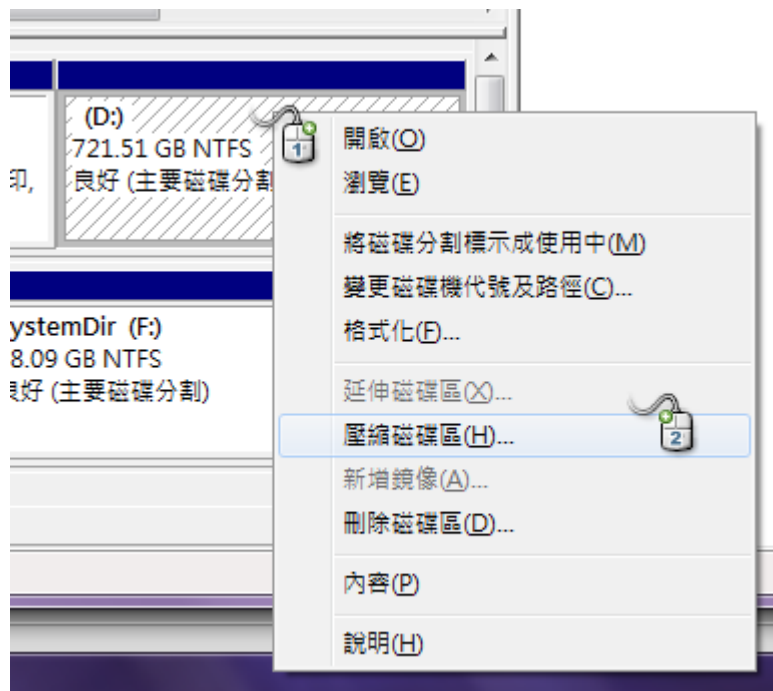 (D:)
721.51 GB NTFS
印,
良好 (主要磁碟分割
ystemDir (F:)
8.09 GB NTFS
好 (主要磁碟分割)
1
開啟(O)
瀏覽(E)
將磁碟分割標示成使用中(M)
變更磁碟機代號及路徑(C)...
格式化(F)...
延伸磁碟區(X)...
壓縮磁碟區(H)...
2
新增鏡像(A)...
刪除磁碟區(D)...
內容(P)
說明(H)